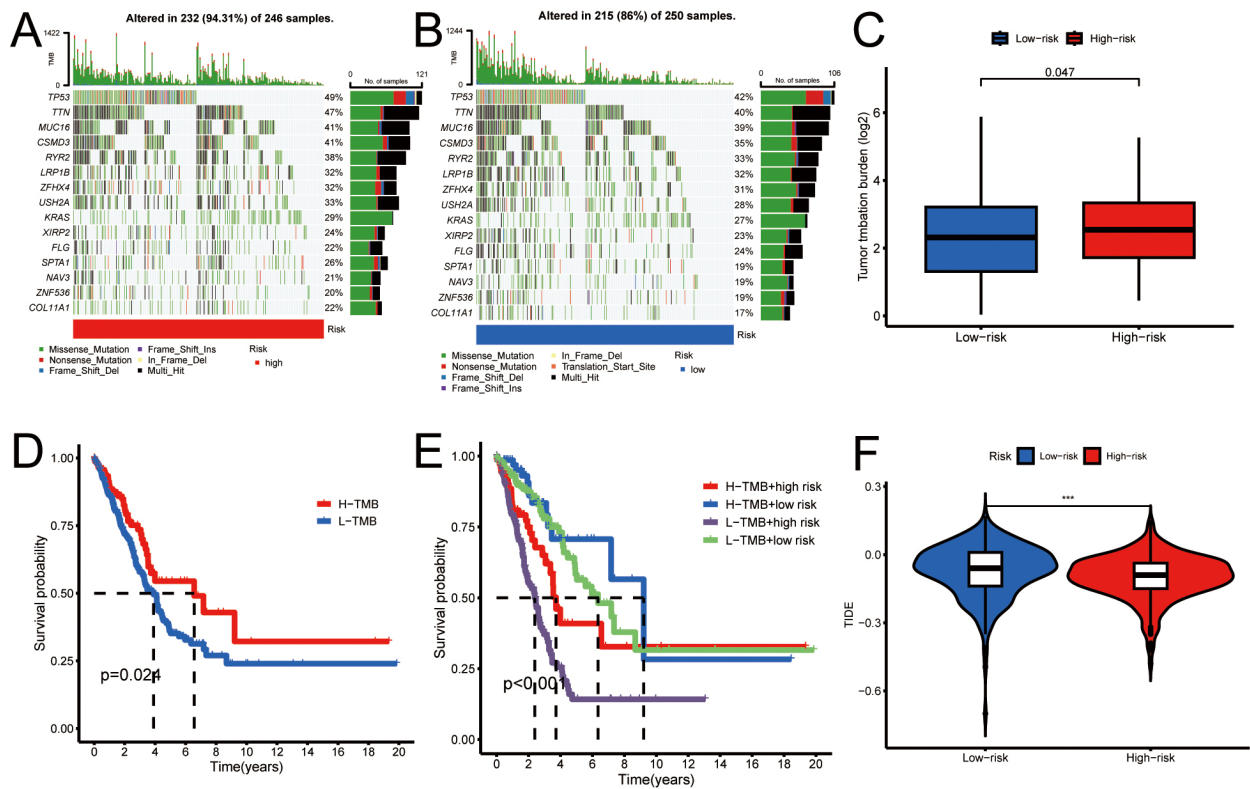 A
Altered in 232 (94.31%) of 246 samples.
1422
TMB
0
0 121
No. of samples
TP53 49%
TTN 47%
MUC16 41%
CSMD3 41%
RYR2 38%
LRP1B 32%
ZFHX4 32%
USH2A 33%
KRAS 29%
XIRP2 24%
FLG 22%
SPTA1 26%
NAV3 21%
ZNF536 20%
COL11A1 22%
Risk
Missense_Mutation Frame_Shift_Ins Risk
Nonsense_Mutation In_Frame_Del high
Frame_Shift_Del Multi_Hit
B
Altered in 215 (86%) of 250 samples.
1244
TMB
0
0 106
No. of samples
TP53 42%
TTN 40%
MUC16 39%
CSMD3 35%
RYR2 33%
LRP1B 32%
ZFHX4 31%
USH2A 28%
KRAS 27%
XIRP2 23%
FLG 24%
SPTA1 19%
NAV3 19%
ZNF536 19%
COL11A1 17%
Risk
Missense_Mutation In_Frame_Del Risk
Nonsense_Mutation Translation_Start_Site low
Frame_Shift_Del Multi_Hit
Frame_Shift_Ins
C
Low-risk High-risk
0.047
Tumor tmbation burden (log2)
6
4
2
0
Low-risk High-risk
D
H-TMB
L-TMB
Survival probability
1.00
0.75
0.50
0.25
0.00
p=0.024
0 2 4 6 8 10 12 14 16 18 20
Time(years)
E
H-TMB+high risk
H-TMB+low risk
L-TMB+high risk
L-TMB+low risk
Survival probability
1.00
0.75
0.50
0.25
0.00
p<0.001
0 2 4 6 8 10 12 14 16 18 20
Time(years)
F
Risk Low-risk High-risk
***
TIDE
0.3
0.0
-0.3
-0.6
Low-risk High-risk